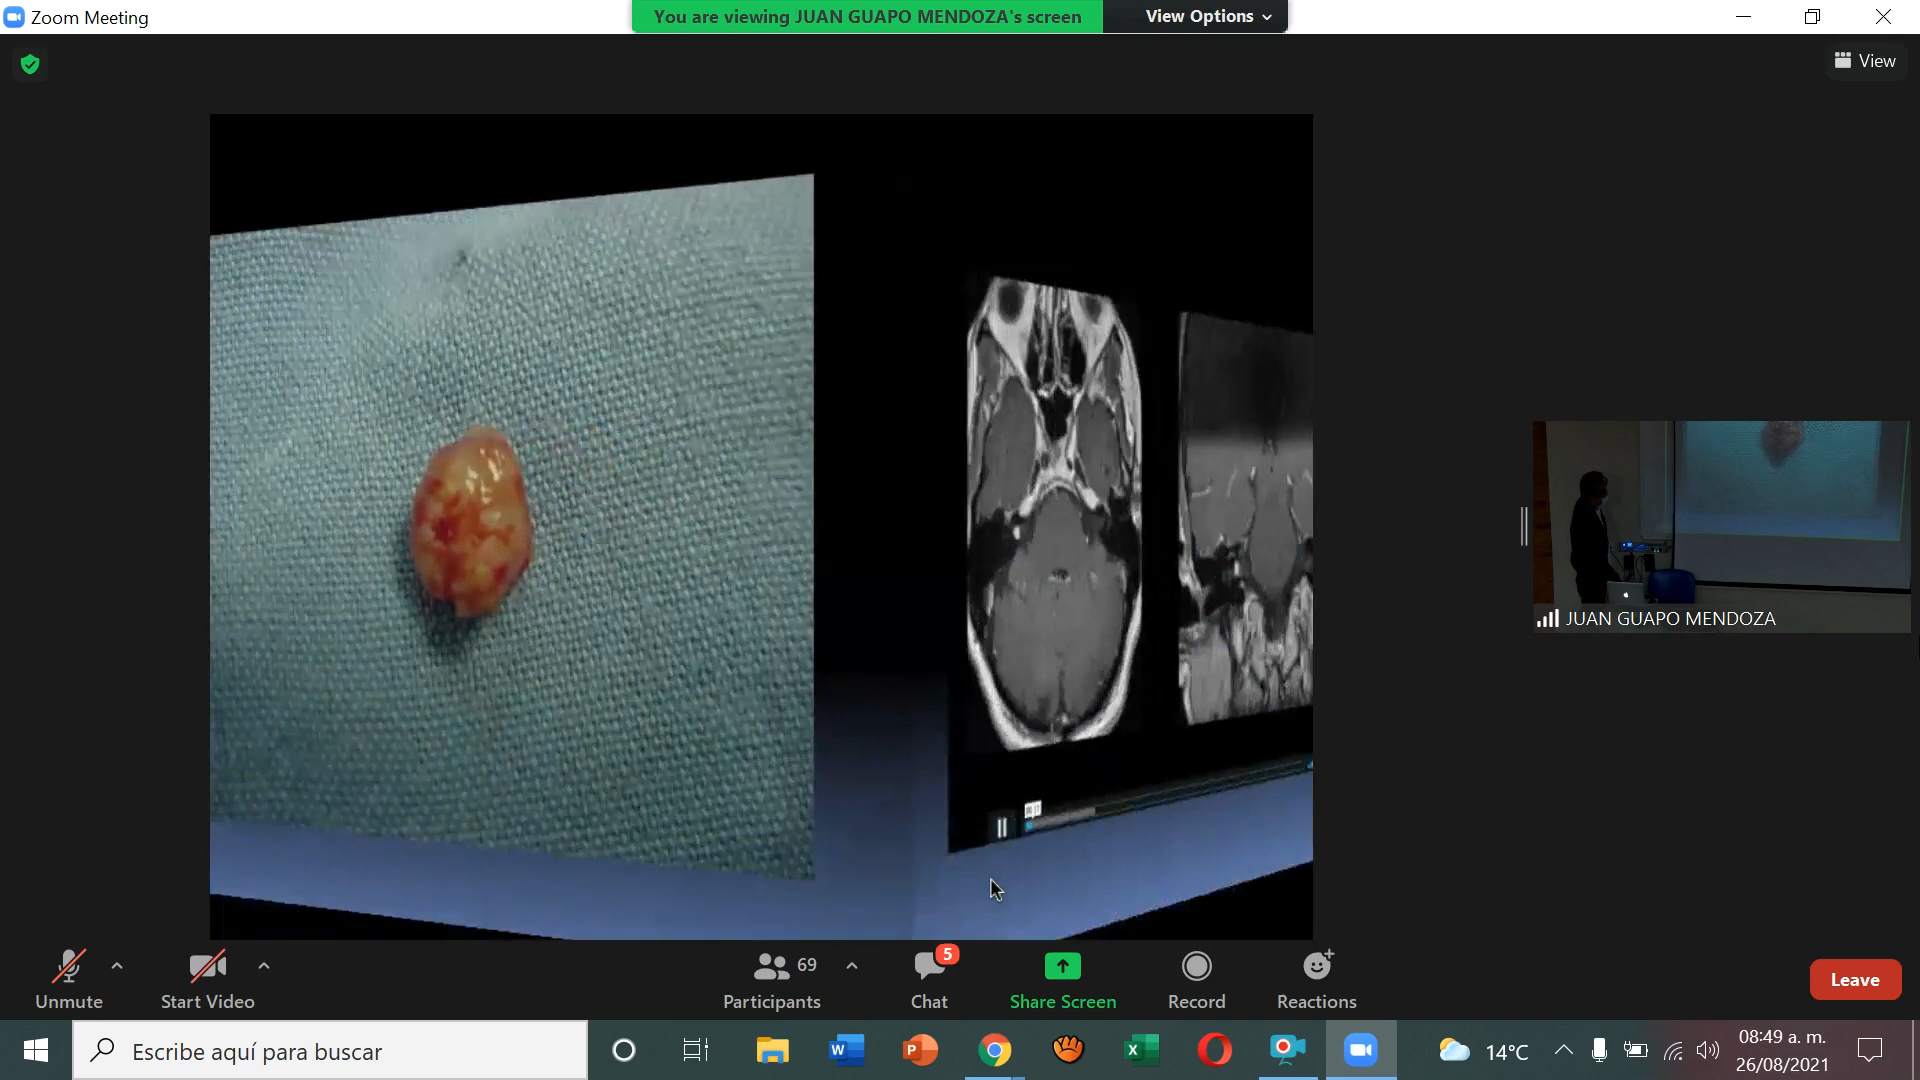 Zoom Meeting
You are viewing JUAN GUAPO MENDOZA's screen
View Options
View
JUAN GUAPO MENDOZA
Unmute
Start Video
69
Participants
5
Chat
Share Screen
Record
Reactions
Leave
Escribe aquí para buscar
W
P
X
14°C
08:49 a. m.
26/08/2021